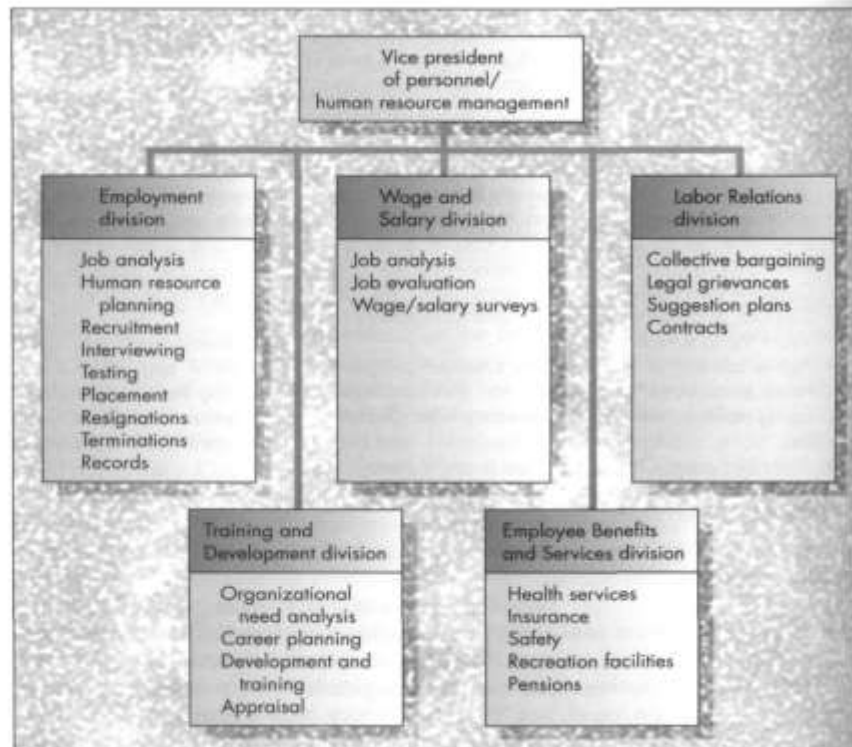 Vice president
of personnel/
human resource management
Employment
division
Job analysis
Human resource
planning
Recruitment
Interviewing
Testing
Placement
Resignations
Terminations
Records
Wage and
Salary division
Job analysis
Job evaluation
Wage/salary surveys
Labor Relations
division
Collective bargaining
Legal grievances
Suggestion plans
Contracts
Training and
Development division
Organizational
need analysis
Career planning
Development and
training
Appraisal
Employee Benefits
and Services division
Health services
Insurance
Safety
Recreation facilities
Pensions